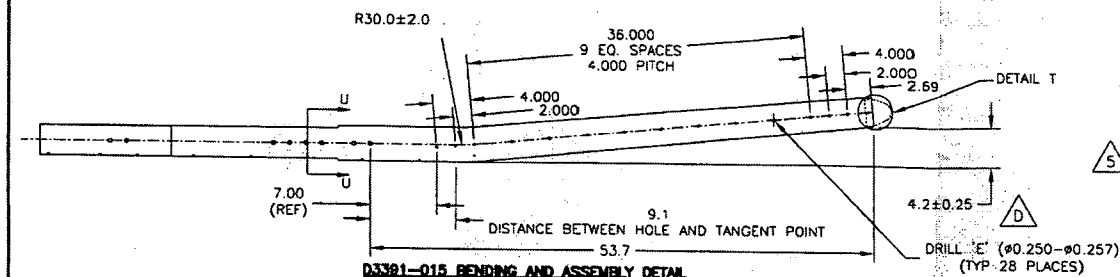 R30.0±2.0
36.000
9 EQ. SPACES
4.000 PITCH
4.000
2.000
2.69
DETAIL T
4.000
2.000
U
U
7.00
(REF)
9.1
DISTANCE BETWEEN HOLE AND TANGENT POINT
53.7
4.2±0.25
S
D
DRILL 'E' (ø0.250-ø0.257)
(TYP 28 PLACES)
D3391-015 BENDING AND ASSEMBLY DETAIL